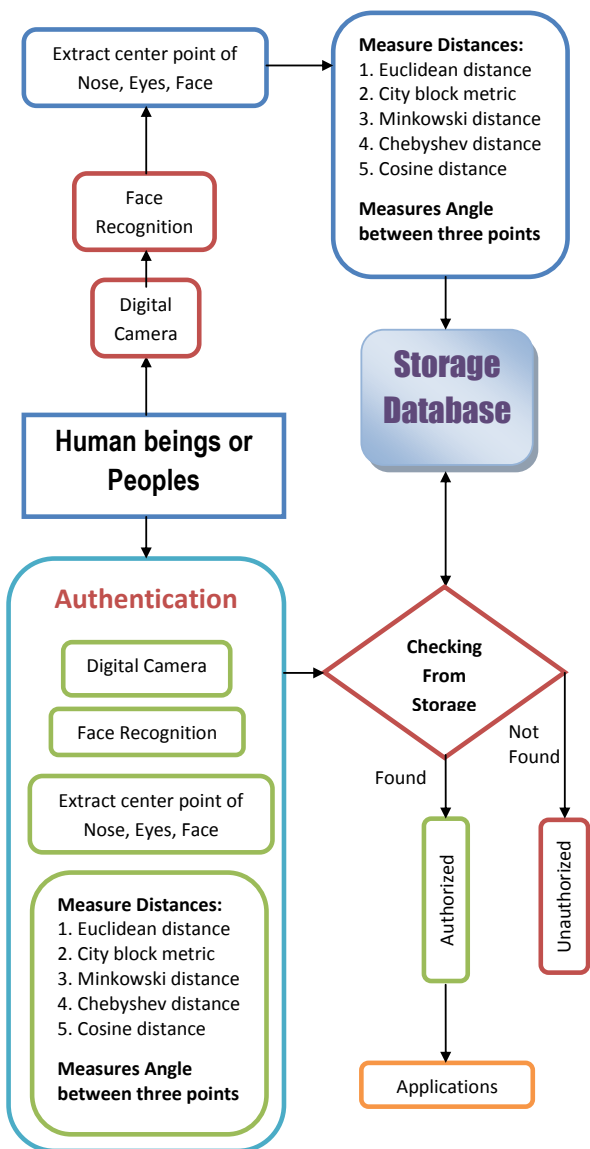 Extract center point of
Nose, Eyes, Face
Measure Distances:
1. Euclidean distance
2. City block metric
3. Minkowski distance
4. Chebyshev distance
5. Cosine distance
Measures Angle
between three points
Face
Recognition
Digital
Camera
Storage
Database
Human beings or
Peoples
Authentication
Digital Camera
Face Recognition
Extract center point of
Nose, Eyes, Face
Measure Distances:
1. Euclidean distance
2. City block metric
3. Minkowski distance
4. Chebyshev distance
5. Cosine distance
Measures Angle
between three points
Checking
From
Storage
Found
Not
Found
Authorized
Unauthorized
Applications